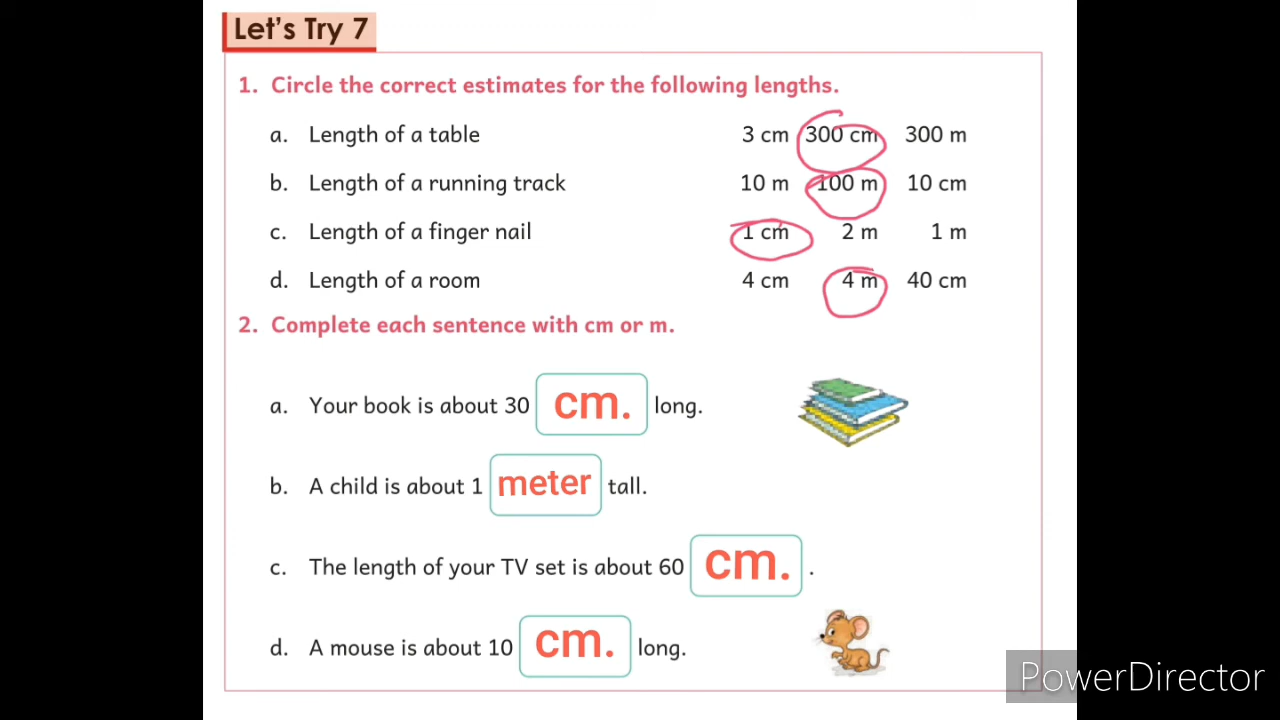 Let's Try 7
1. Circle the correct estimates for the following lengths.
a. Length of a table 3 cm 300 cm 300 m
b. Length of a running track 10 m 100 m 10 cm
c. Length of a finger nail 1 cm 2 m 1 m
d. Length of a room 4 cm 4 m 40 cm
2. Complete each sentence with cm or m.
a. Your book is about 30 cm. long.
b. A child is about 1 meter tall.
c. The length of your TV set is about 60 cm. .
d. A mouse is about 10 cm. long.
PowerDirector